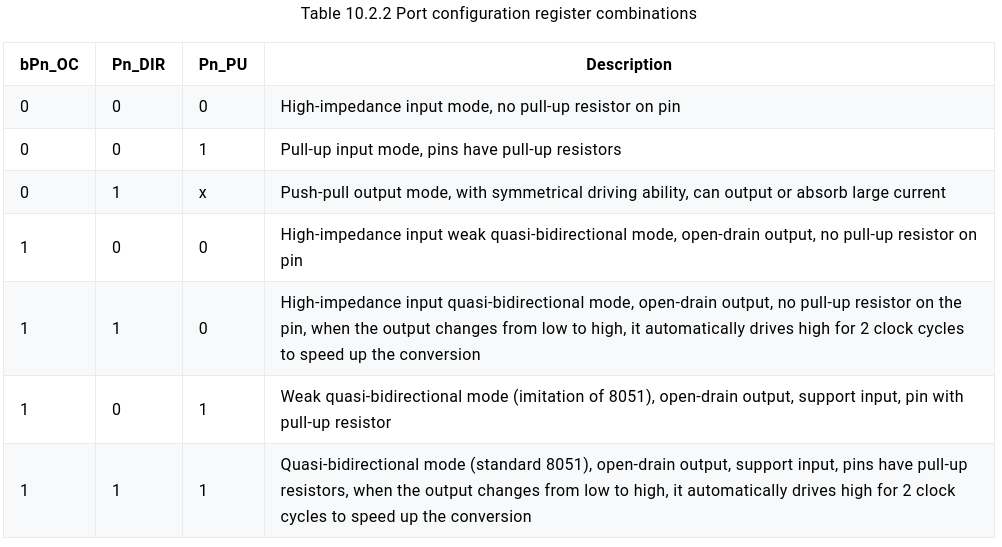 Table 10.2.2 Port configuration register combinations
bPn_OC Pn_DIR Pn_PU Description
0 0 0 High-impedance input mode, no pull-up resistor on pin
0 0 1 Pull-up input mode, pins have pull-up resistors
0 1 x Push-pull output mode, with symmetrical driving ability, can output or absorb large current
1 0 0 High-impedance input weak quasi-bidirectional mode, open-drain output, no pull-up resistor on
pin
1 1 0 High-impedance input quasi-bidirectional mode, open-drain output, no pull-up resistor on the
pin, when the output changes from low to high, it automatically drives high for 2 clock cycles
to speed up the conversion
1 0 1 Weak quasi-bidirectional mode (imitation of 8051), open-drain output, support input, pin with
pull-up resistor
1 1 1 Quasi-bidirectional mode (standard 8051), open-drain output, support input, pins have pull-up
resistors, when the output changes from low to high, it automatically drives high for 2 clock
cycles to speed up the conversion